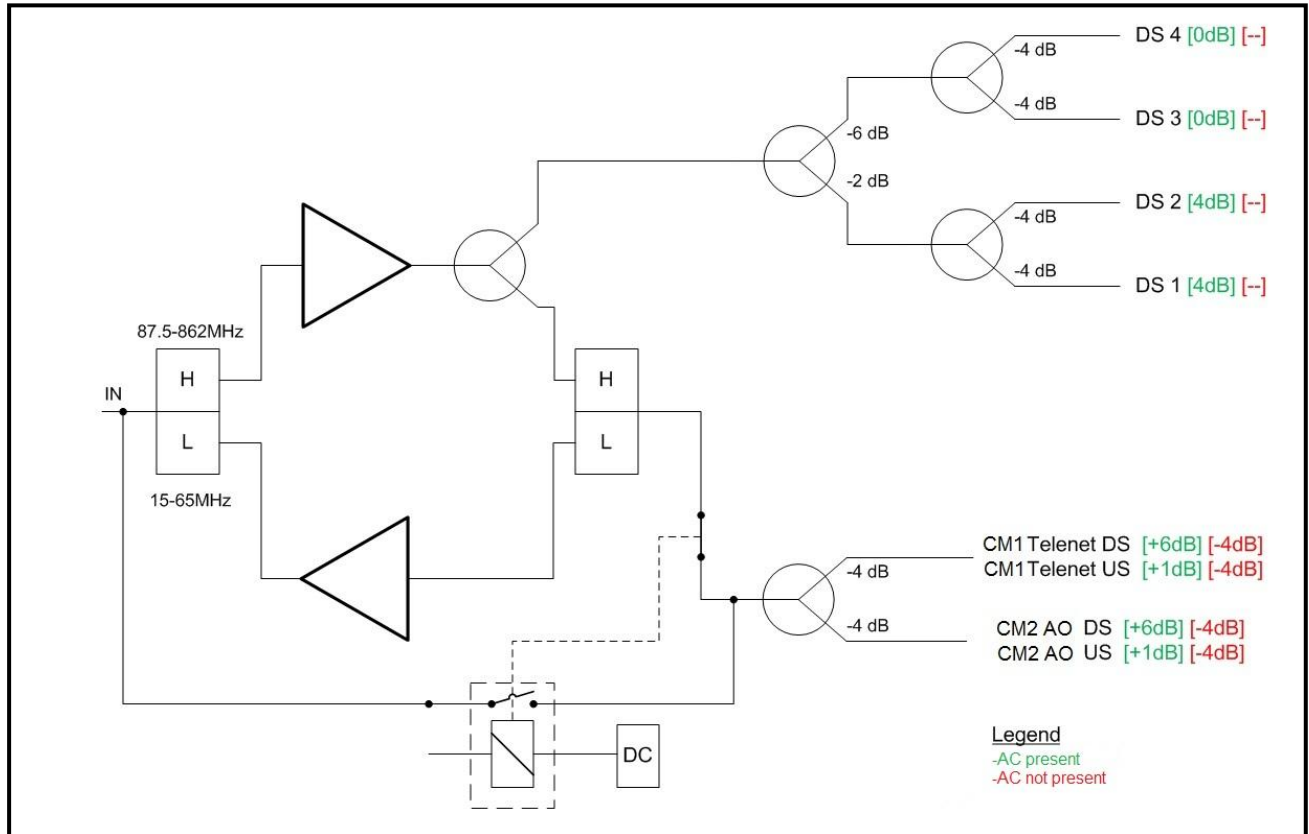 DS 4 [0dB] [--]
-4 dB
-4 dB
DS 3 [0dB] [--]
-6 dB
-2 dB
DS 2 [4dB] [--]
-4 dB
-4 dB
DS 1 [4dB] [--]
87.5-862MHz
H
L
IN
15-65MHz
H
L
CM1 Telenet DS [+6dB] [-4dB]
CM1 Telenet US [+1dB] [-4dB]
-4 dB
-4 dB
CM2 AO DS [+6dB] [-4dB]
CM2 AO US [+1dB] [-4dB]
DC
Legend
-AC present
-AC not present